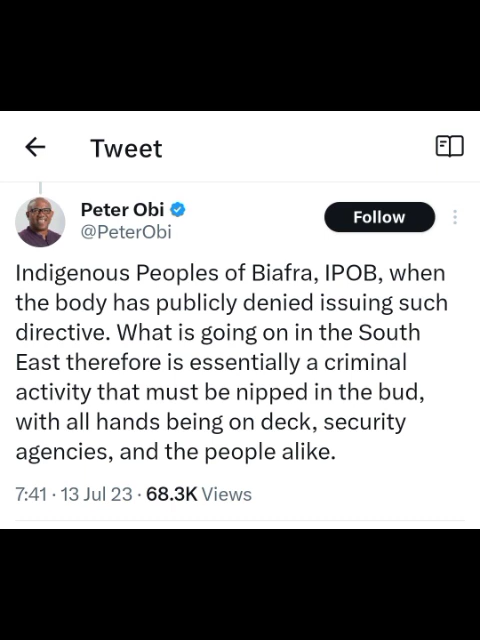 Tweet
Peter Obi
@PeterObi
Follow
Indigenous Peoples of Biafra, IPOB, when
the body has publicly denied issuing such
directive. What is going on in the South
East therefore is essentially a criminal
activity that must be nipped in the bud,
with all hands being on deck, security
agencies, and the people alike.
7:41 · 13 Jul 23 · 68.3K Views